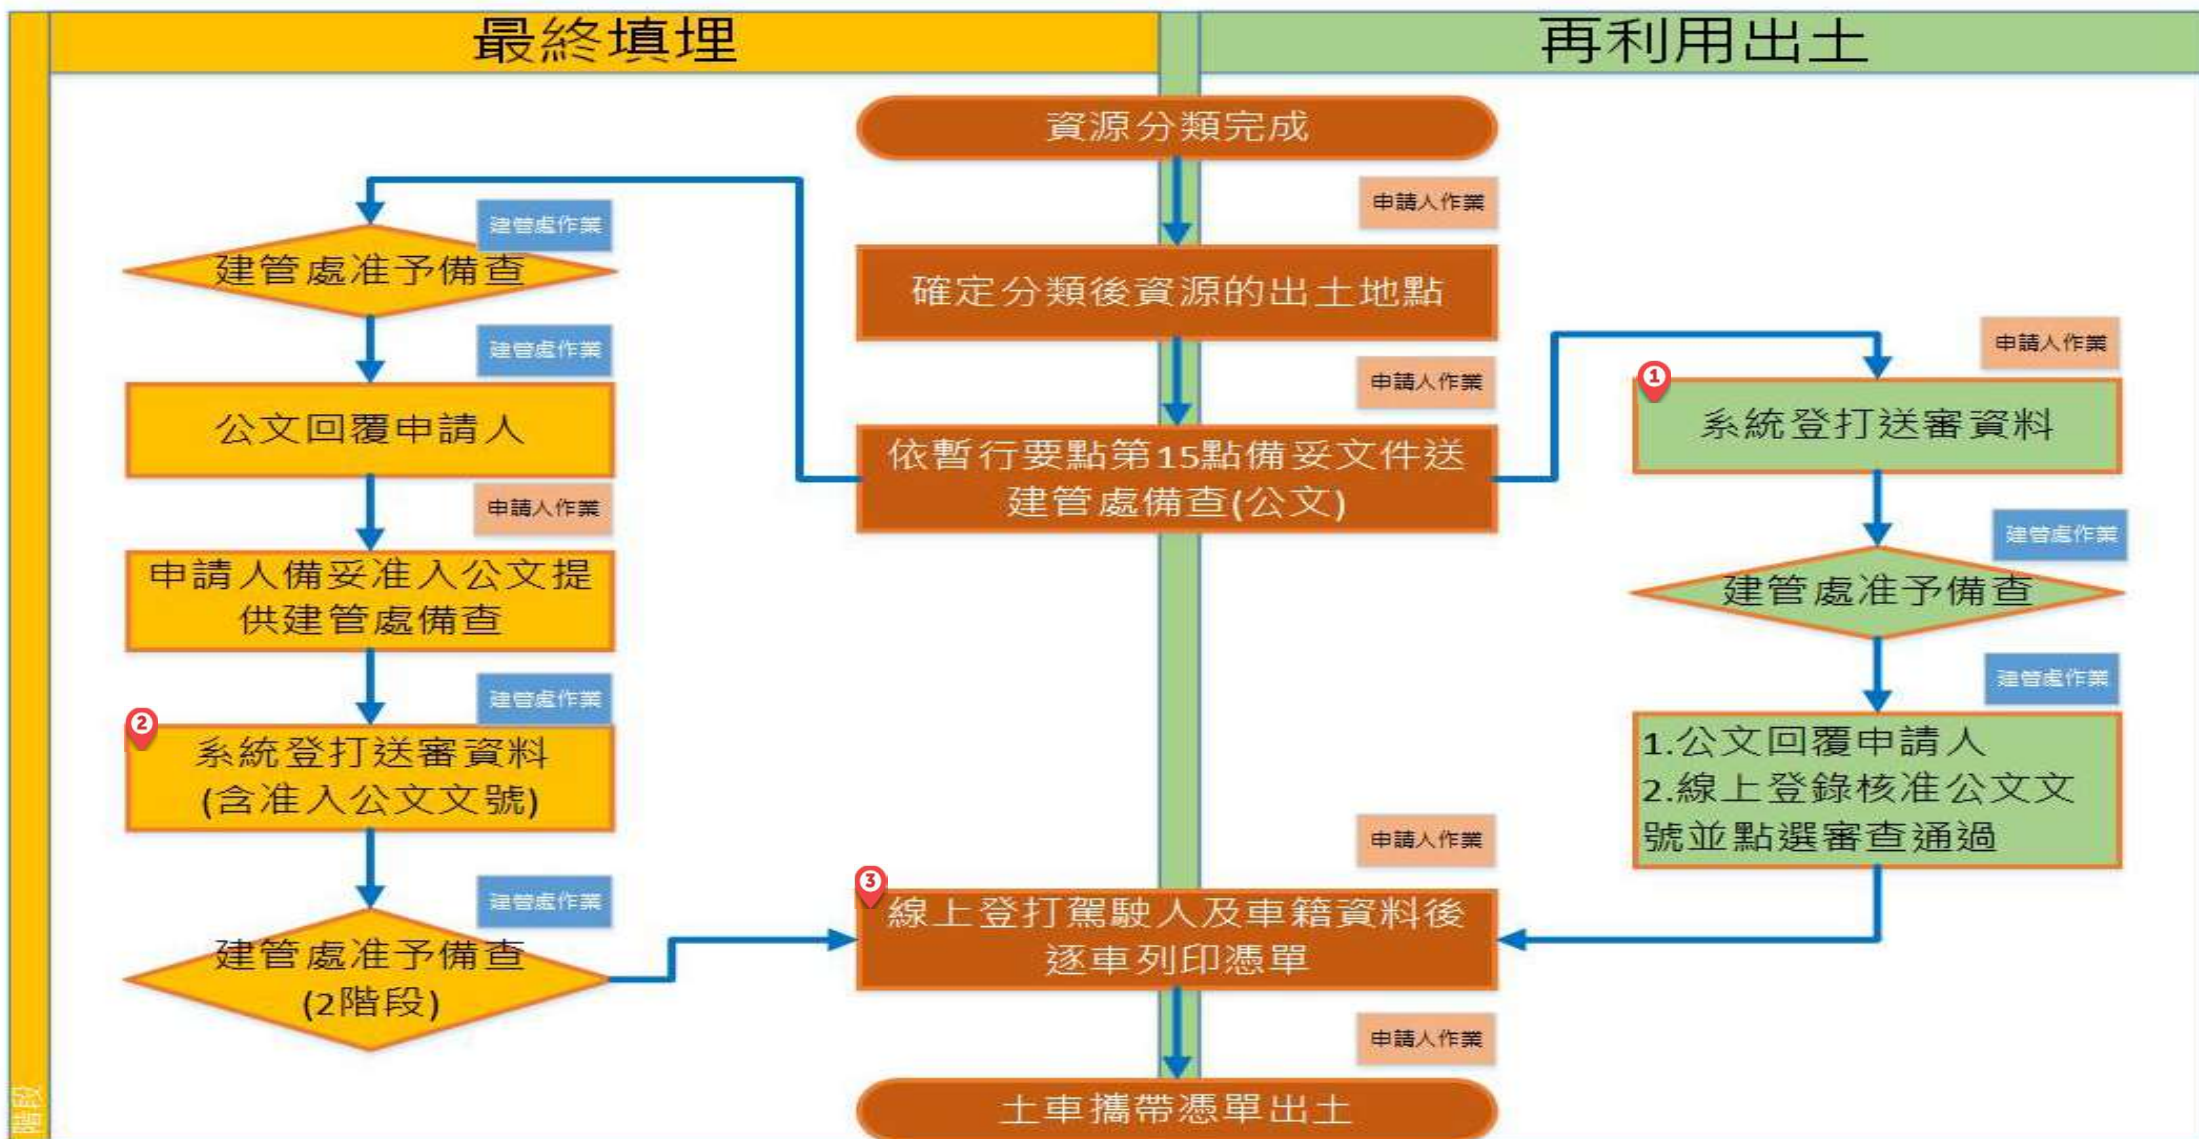 最終填埋
再利用出土
資源分類完成
申請人作業
確定分類後資源的出土地點
申請人作業
依暫行要點第15點備妥文件送
建管處備查(公文)
建管處作業
建管處准予備查
建管處作業
公文回覆申請人
申請人作業
申請人備妥准入公文提
供建管處備查
建管處作業
2
系統登打送審資料
(含准入公文文號)
建管處作業
建管處准予備查
(2階段)
申請人作業
1
系統登打送審資料
建管處作業
建管處准予備查
建管處作業
1.公文回覆申請人
2.線上登錄核准公文文
號並點選審查通過
申請人作業
3
線上登打駕駛人及車籍資料後
逐車列印憑單
申請人作業
土車攜帶憑單出土
階段